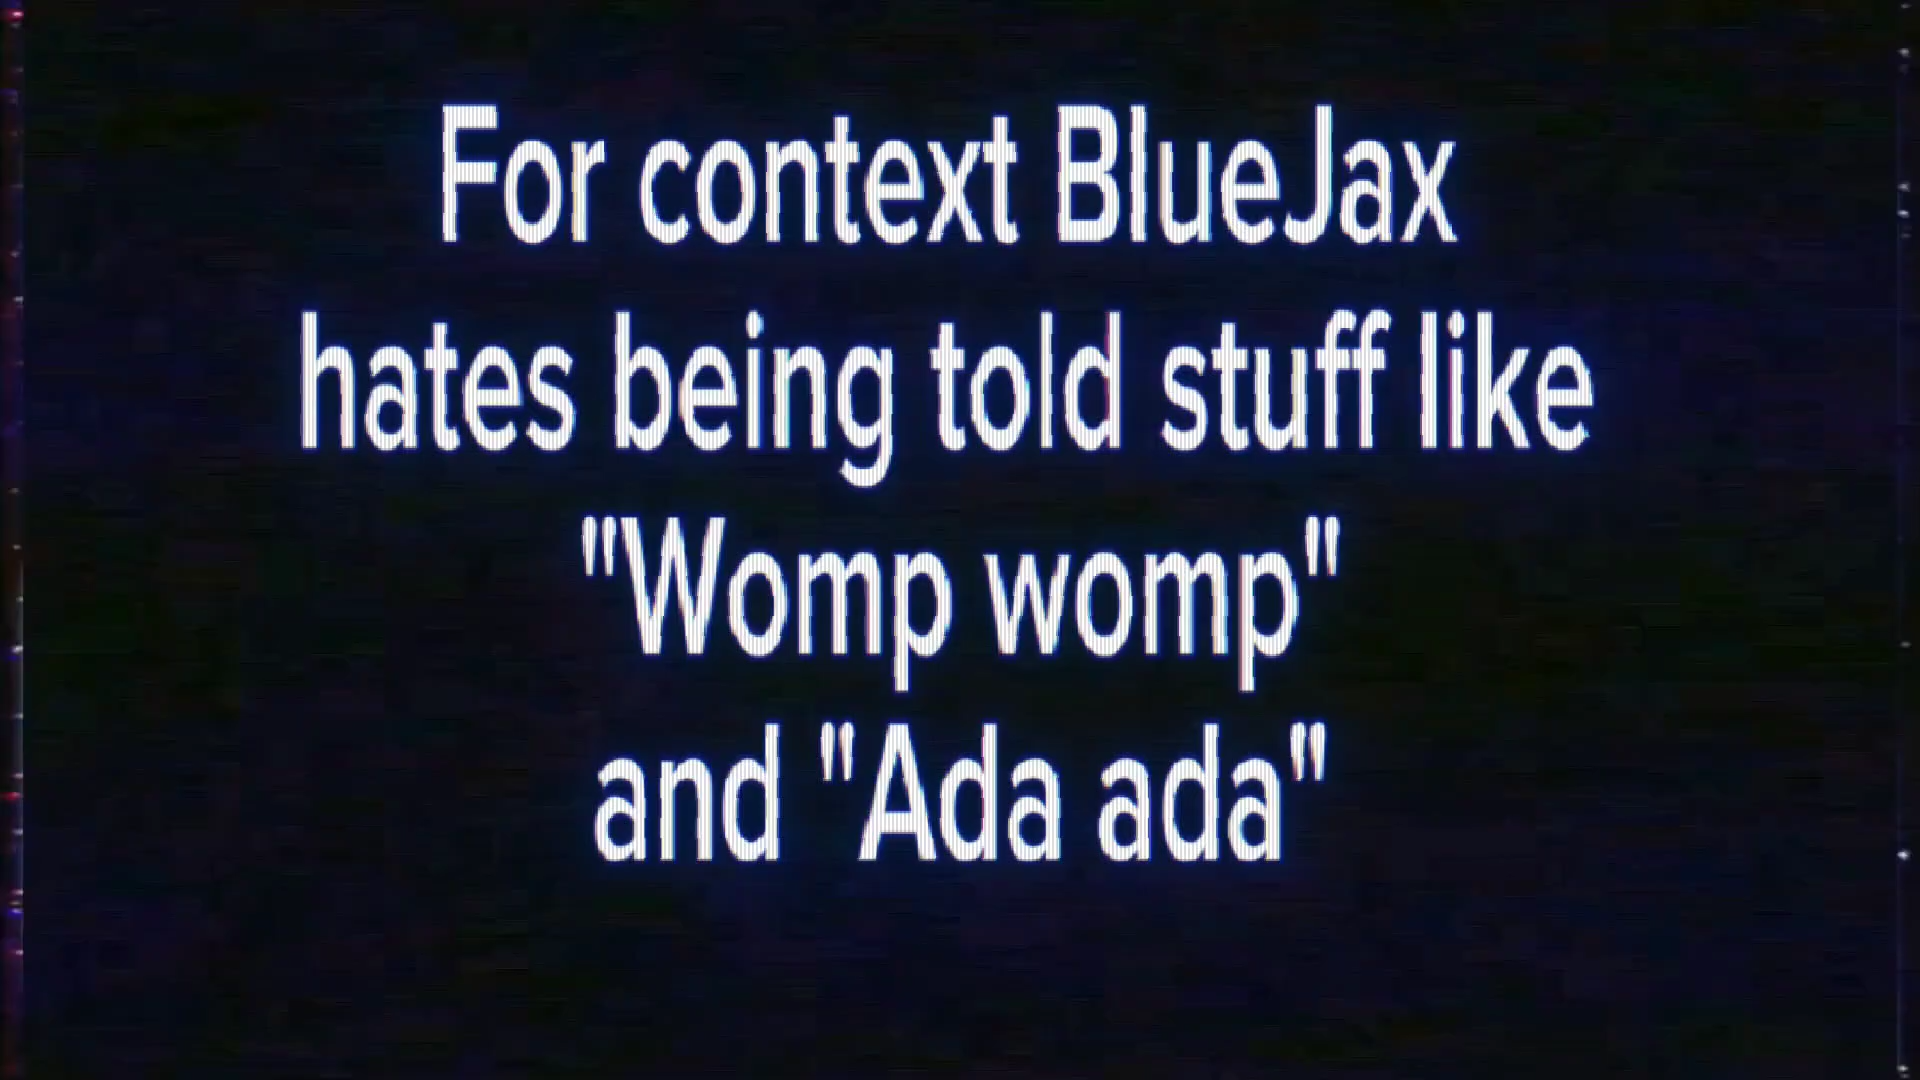 For context BlueJax
hates being told stuff like
"Womp womp"
and "Ada ada"